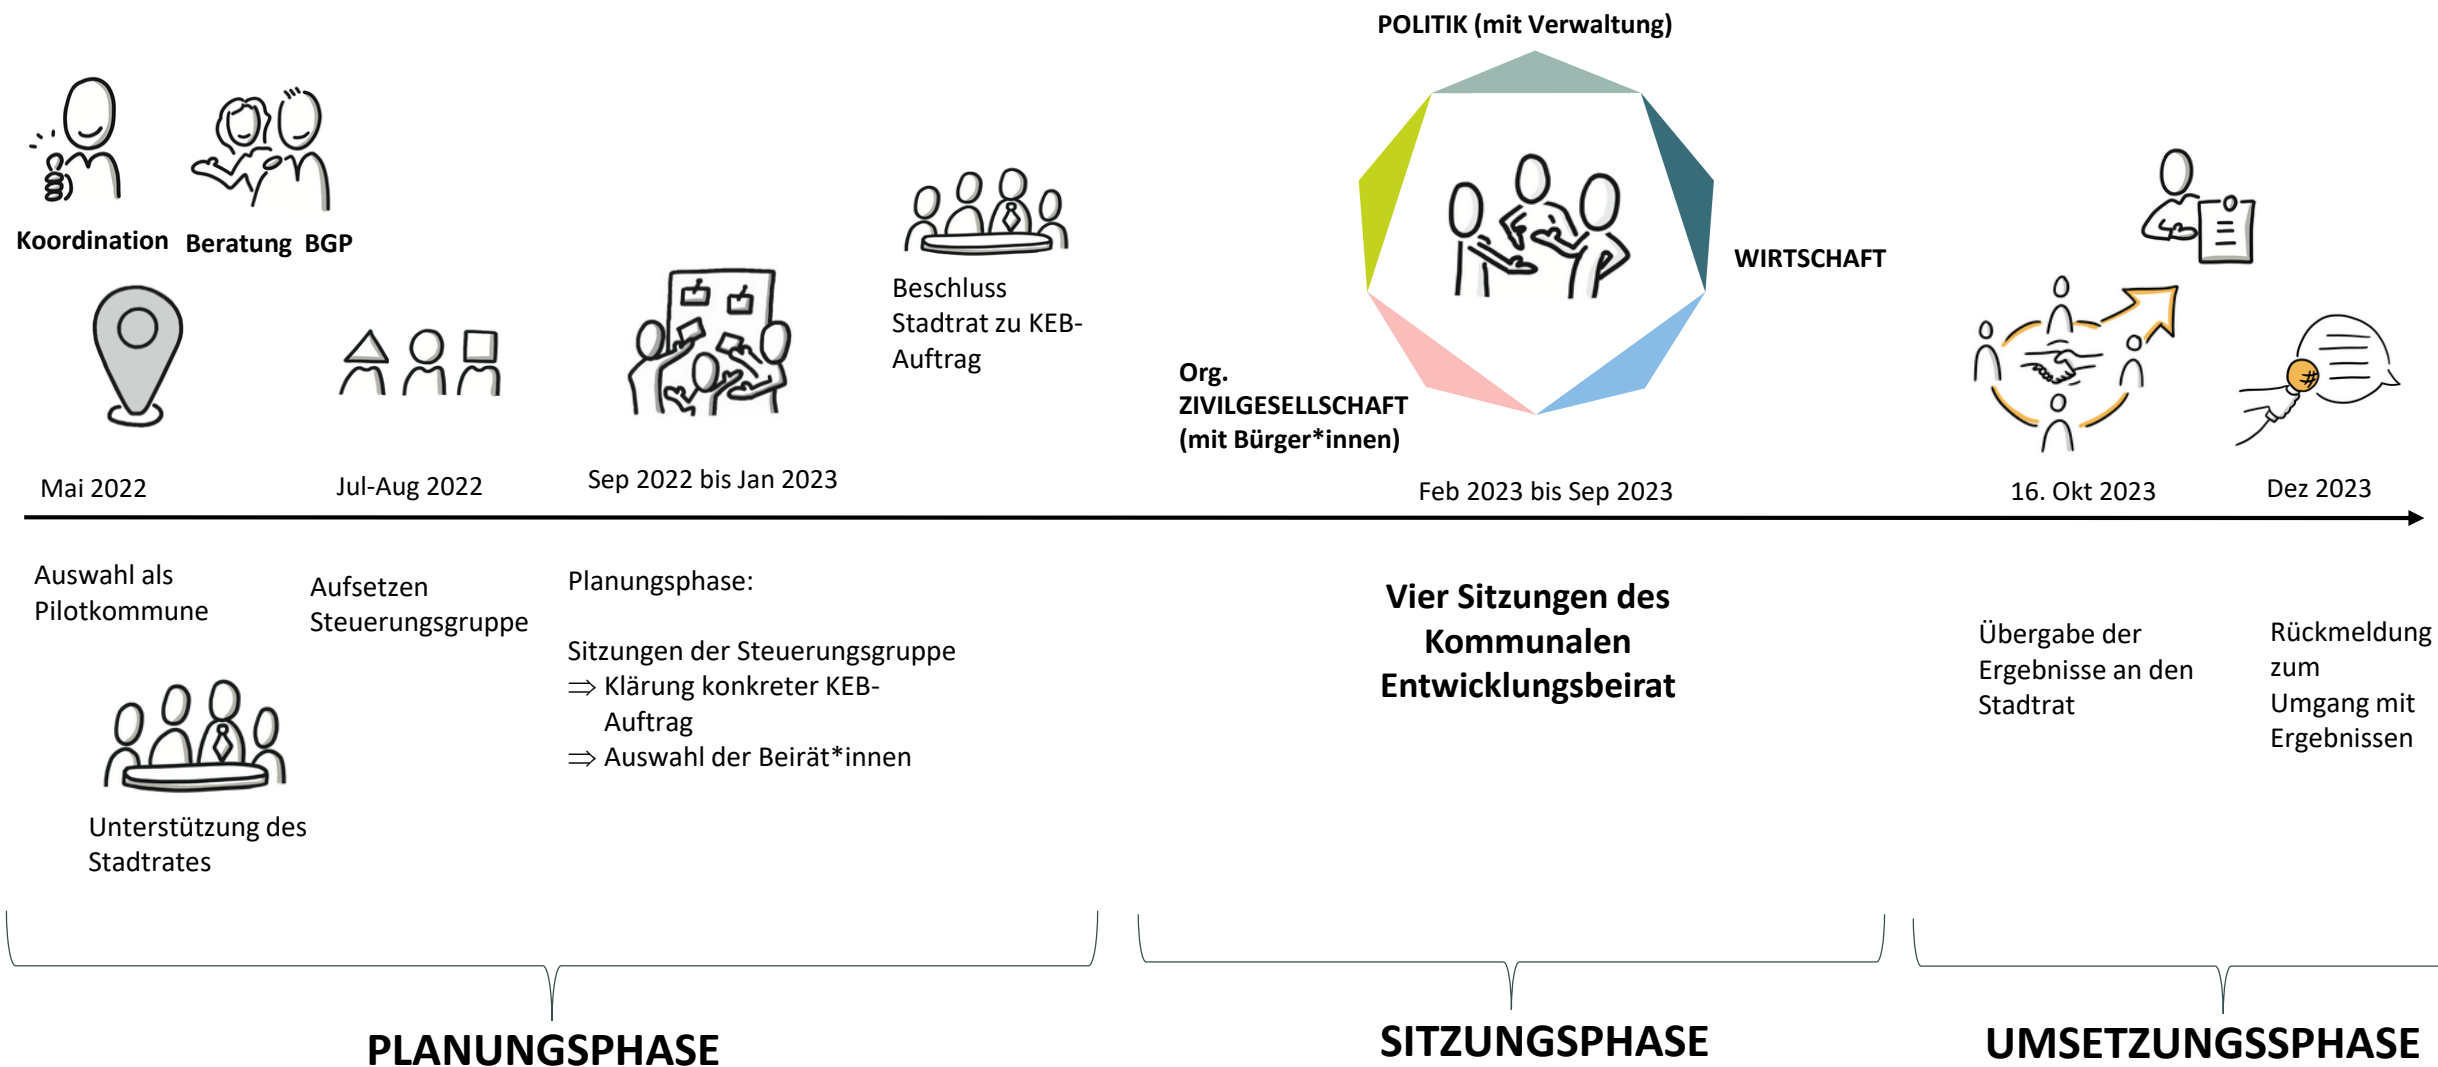 POLITIK (mit Verwaltung)
Koordination
Beratung BGP
Beschluss
Stadtrat zu KEB-
Auftrag
WIRTSCHAFT
Org.
ZIVILGESELLSCHAFT
(mit Bürger*innen)
Mai 2022
Jul-Aug 2022
Sep 2022 bis Jan 2023
Feb 2023 bis Sep 2023
16. Okt 2023
Dez 2023
Auswahl als
Pilotkommune
Unterstützung des
Stadtrates
Aufsetzen
Steuerungsgruppe
Planungsphase:
Sitzungen der Steuerungsgruppe
⇒ Klärung konkreter KEB-
Auftrag
⇒ Auswahl der Beirät*innen
Vier Sitzungen des
Kommunalen
Entwicklungsbeirat
Übergabe der
Ergebnisse an den
Stadtrat
Rückmeldung
zum
Umgang mit
Ergebnissen
PLANUNGSPHASE
SITZUNGSPHASE
UMSETZUNGSSPHASE